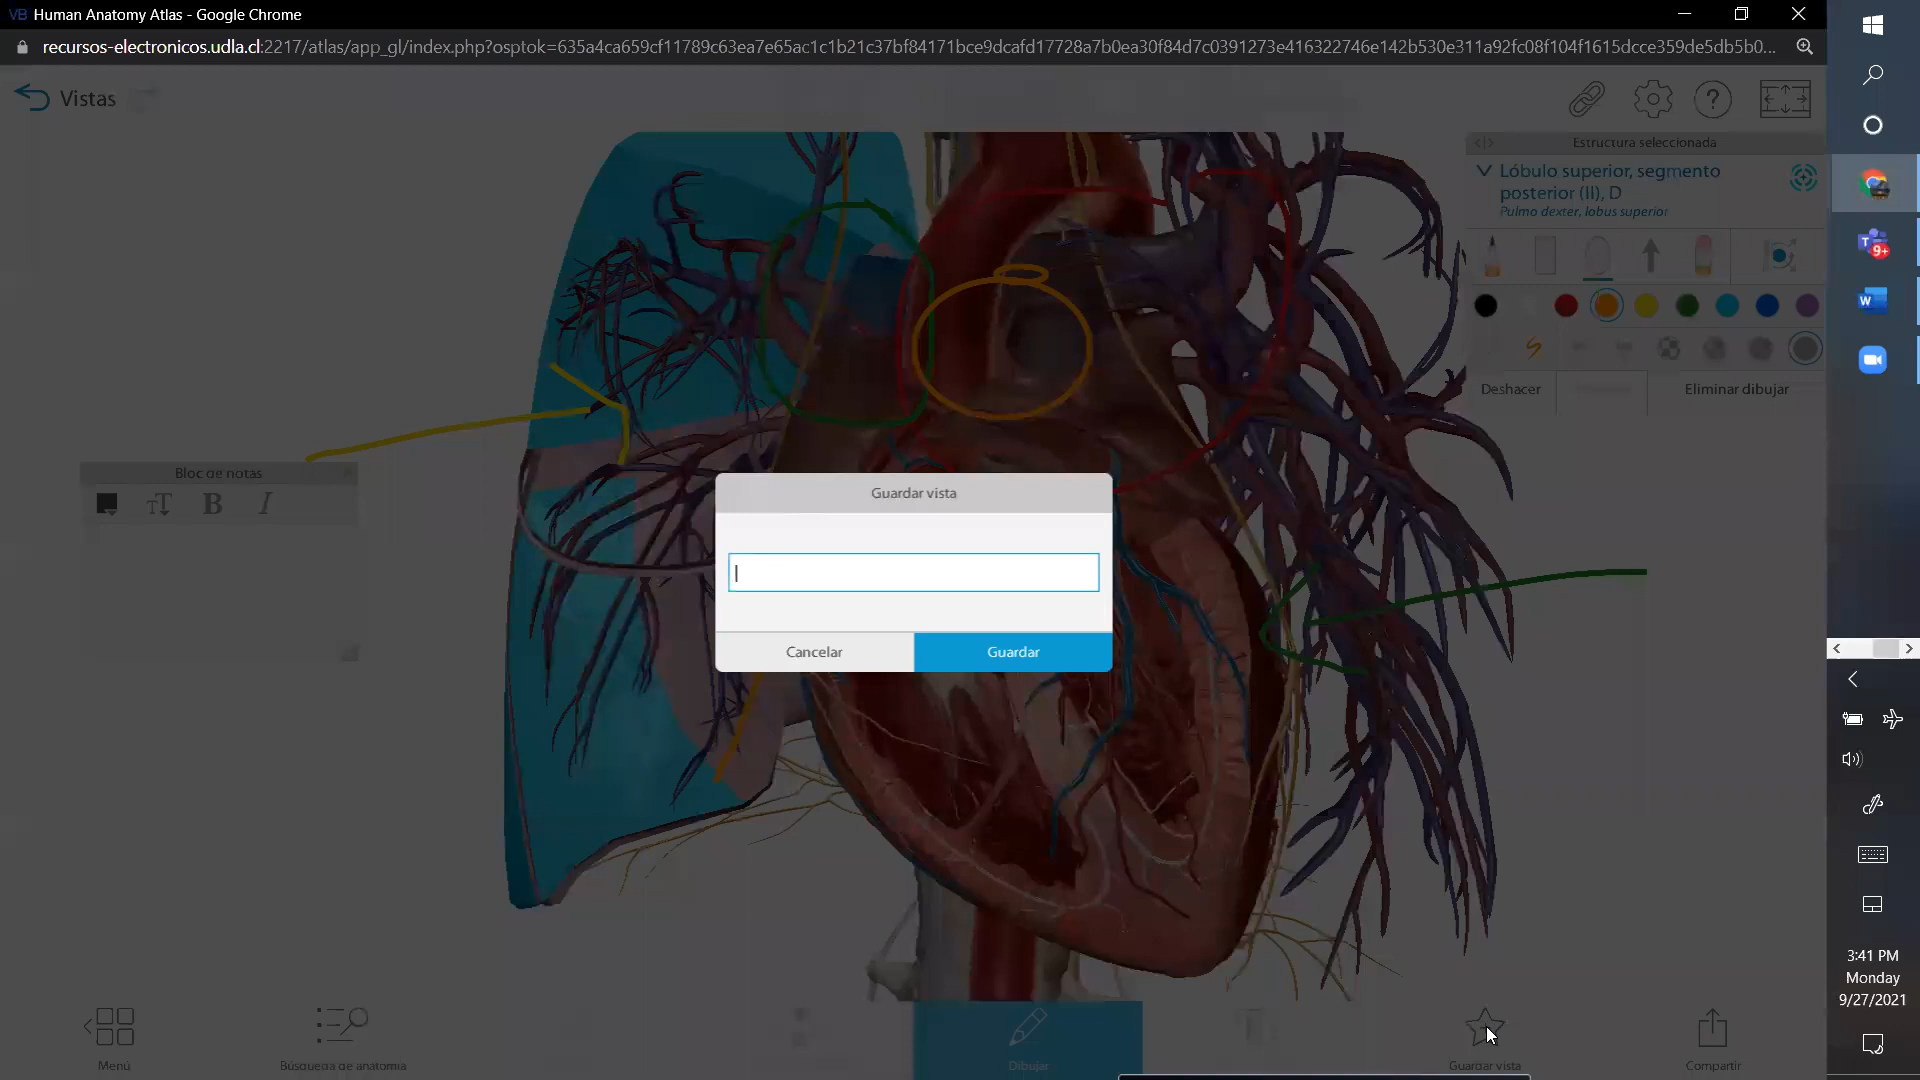 VB Human Anatomy Atlas - Google Chrome
recursos-electronicos.udla.cl:2217/atlas/app_gl/index.php?osptok=635a4ca659cf11789c63ea7e65ac1c1b21c37bf84171bce9dcafd17728a7b0ea30f84d7c0391273e416322746e142b530e311a92fc08f104f1615dcce359de5db5b0...
Vistas
Estructura seleccionada
Lóbulo superior, segmento
posterior (II), D
Pulmo dexter, lobus superior
Deshacer
Eliminar dibujar
Bloc de notas
B I
Guardar vista
Cancelar
Guardar
Menú
Búsqueda de anatomía
Dibujar
Guardar vista
Compartir
9+
3:41 PM
Monday
9/27/2021